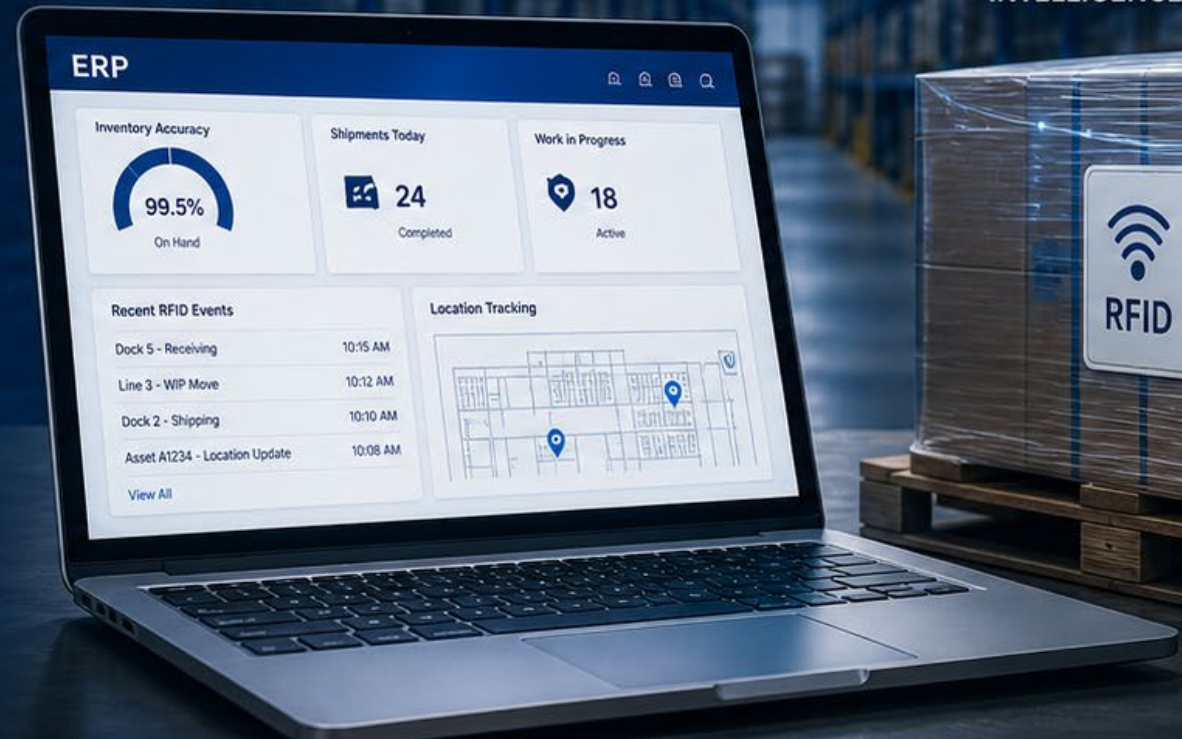 INTELLIGENCE
ERP
Inventory Accuracy
99.5%
On Hand
Shipments Today
24
Completed
Work in Progress
18
Active
Recent RFID Events
Dock 5 - Receiving 10:15 AM
Line 3 - WIP Move 10:12 AM
Dock 2 - Shipping 10:10 AM
Asset A1234 - Location Update 10:08 AM
View All
Location Tracking
RFID